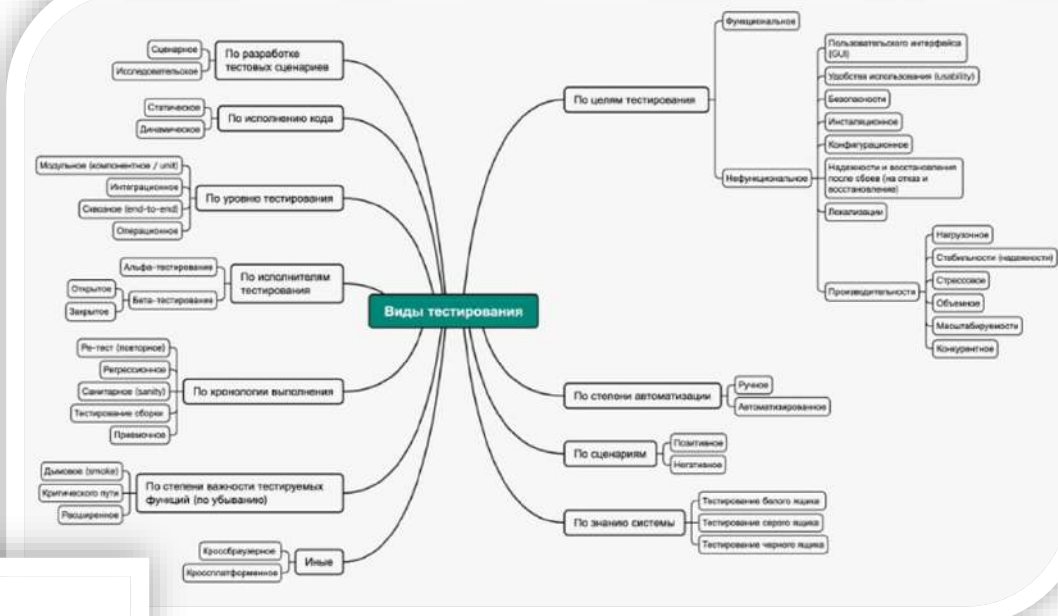 Виды тестирования
По разработке
тестовых сценариев
Сценарное
Исследовательское
По исполнению кода
Статическое
Динамическое
По уровню тестирования
Модульное (компонентное / unit)
Интеграционное
Сквозное (end-to-end)
Операционное
По исполнителям
тестирования
Альфа-тестирование
Бета-тестирование
Открытое
Закрытое
По хронологии выполнения
Ре-тест (повторное)
Регрессионное
Санитарное (sanity)
Тестирование сборки
Приемочное
По степени важности тестируемых
функций (по убыванию)
Дымовое (smoke)
Критического пути
Расширенное
Иные
Кроссбраузерное
Кроссплатформенное
По целям тестирования
Функциональное
Нефункциональное
Пользовательского интерфейса
(GUI)
Удобства использования (usability)
Безопасности
Инсталяционное
Конфигурационное
Надежности и восстановления
после сбоев (на отказ и
восстановление)
Локализации
Производительности
Нагрузочное
Стабильности (надежности)
Стрессовое
Объемное
Масштабируемости
Конкурентное
По степени автоматизации
Ручное
Автоматизированное
По сценариям
Позитивное
Негативное
По знанию системы
Тестирование белого ящика
Тестирование серого ящика
Тестирование черного ящика